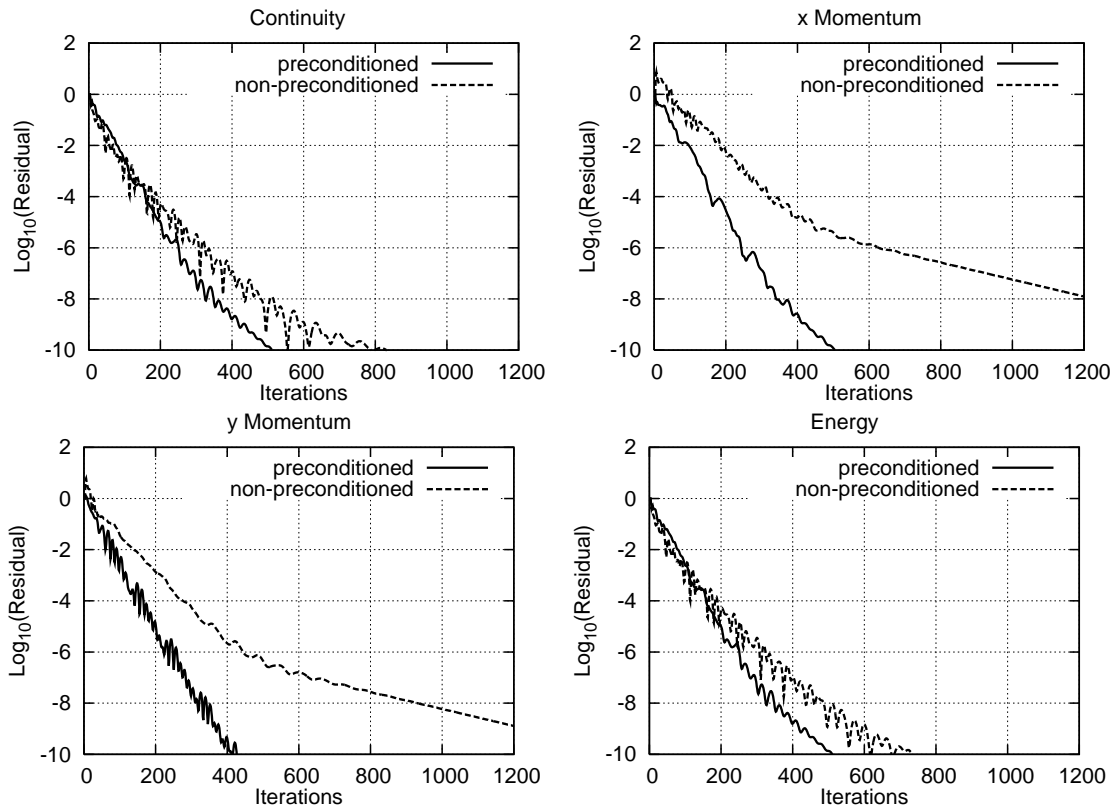 Continuity
2
0
-2
-4
-6
-8
-10
0 200 400 600 800 1000 1200
Log10(Residual)
Iterations
preconditioned
non-preconditioned
x Momentum
2
0
-2
-4
-6
-8
-10
0 200 400 600 800 1000 1200
Log10(Residual)
Iterations
preconditioned
non-preconditioned
y Momentum
2
0
-2
-4
-6
-8
-10
0 200 400 600 800 1000 1200
Log10(Residual)
Iterations
preconditioned
non-preconditioned
Energy
2
0
-2
-4
-6
-8
-10
0 200 400 600 800 1000 1200
Log10(Residual)
Iterations
preconditioned
non-preconditioned